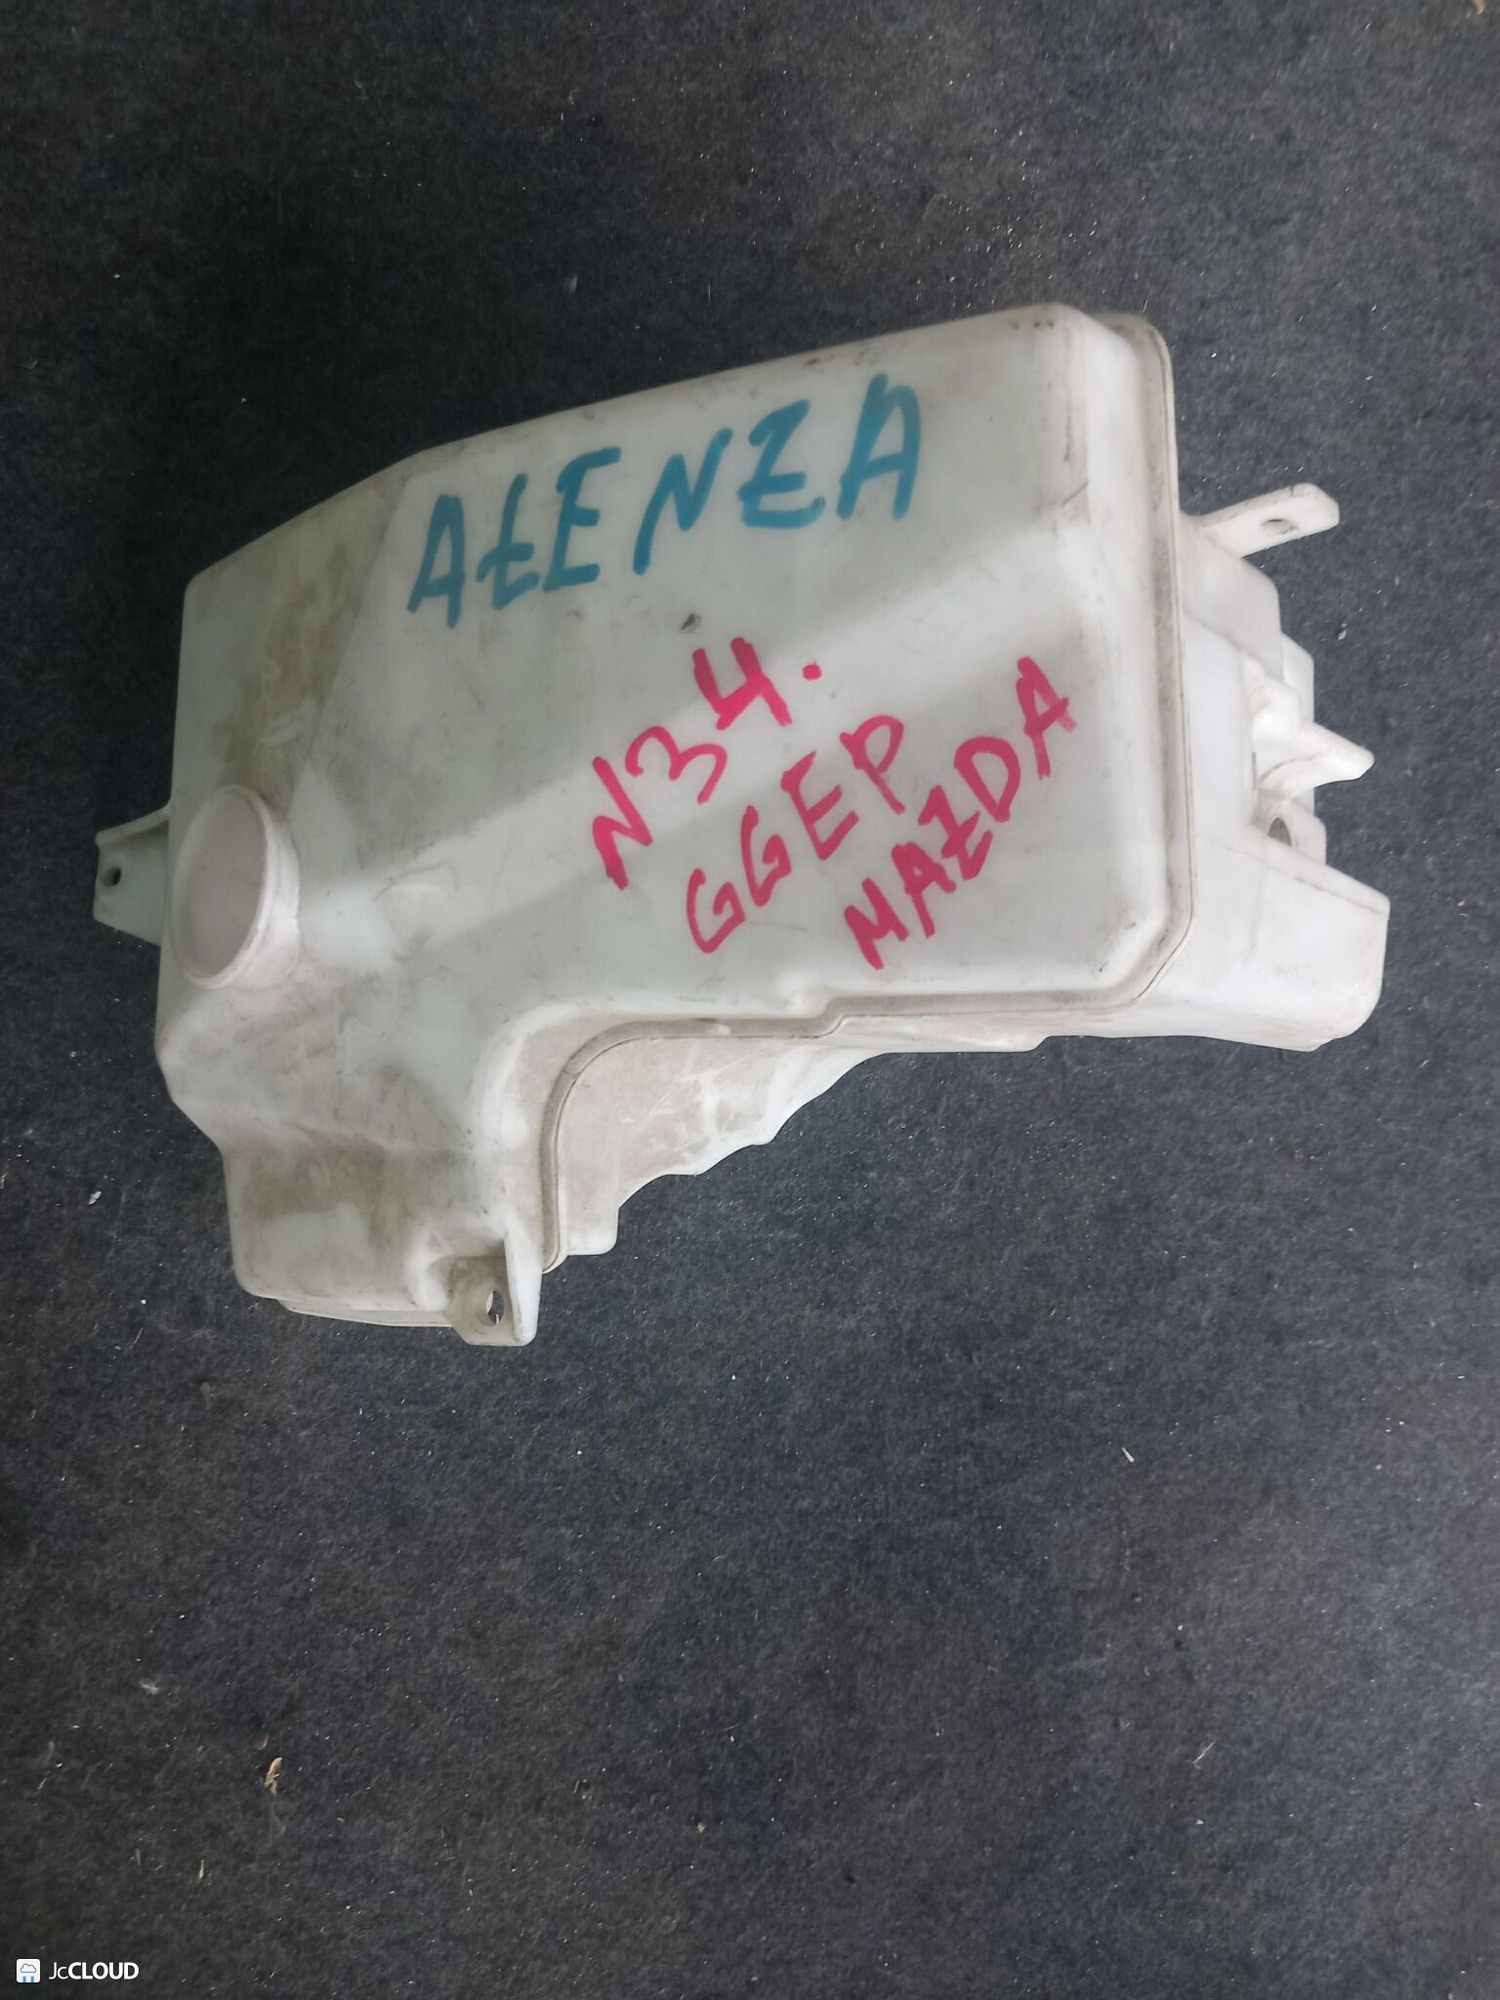 ATENZA
N34.
GGEP
MAZDA
JcCLOUD